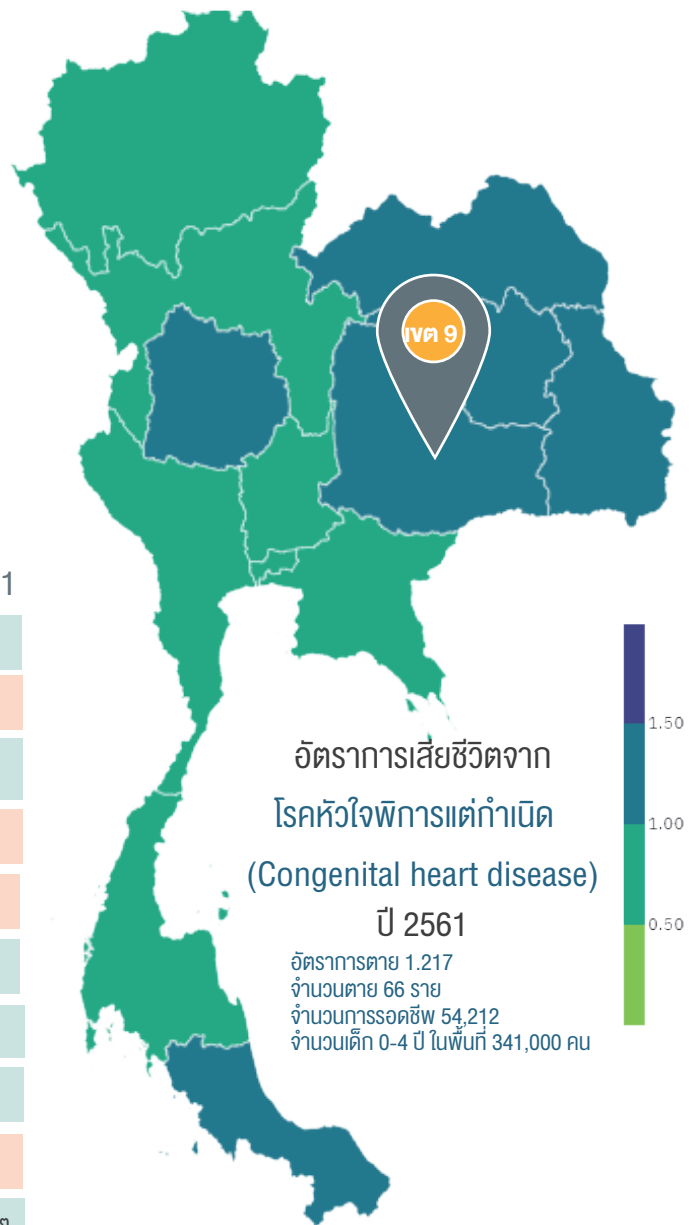 เขต 9
1
1.50
อัตราการเสียชีวิตจาก
โรคหัวใจพิการแต่กำเนิด
1.00
(Congenital heart disease)
ปี 2561
0.50
อัตราการตาย 1.217
จำนวนตาย 66 ราย
จำนวนการรอดชีพ 54,212
จำนวนเด็ก 0-4 ปี ในพื้นที่ 341,000 คน